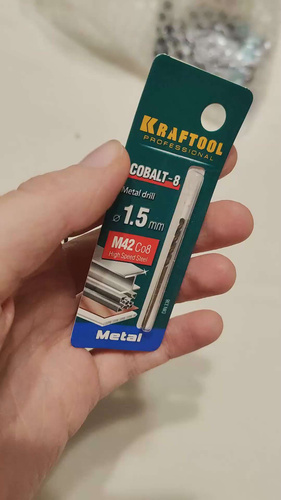 KRAFTOOL
PROFESSIONAL
COBALT-8
Metal drill
Ø 1.5 mm
M42 Co8
High Speed Steel
Metal